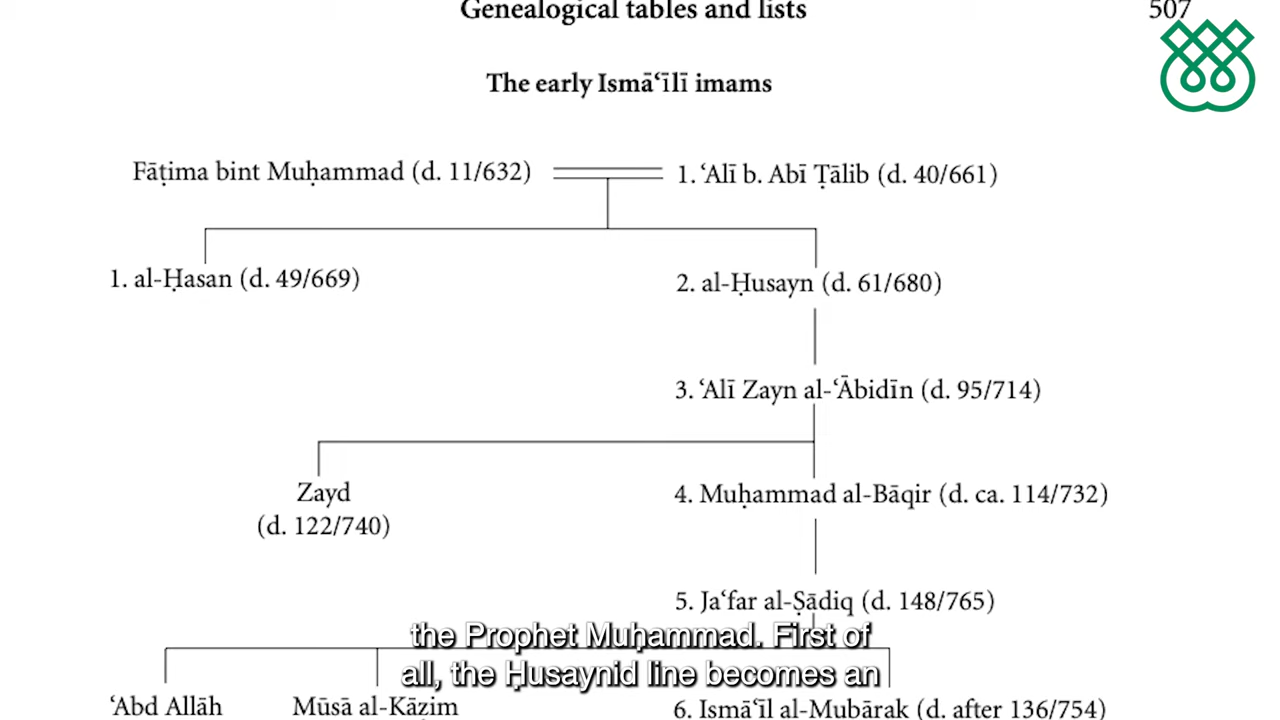 Genealogical tables and lists 507
The early Ismāʿīlī imams
Fāṭima bint Muḥammad (d. 11/632) 1. ʿAlī b. Abī Ṭālib (d. 40/661)
1. al-Ḥasan (d. 49/669) 2. al-Ḥusayn (d. 61/680)
3. ʿAlī Zayn al-ʿĀbidīn (d. 95/714)
Zayd 4. Muḥammad al-Bāqir (d. ca. 114/732)
(d. 122/740)
5. Jaʿfar al-Ṣādiq (d. 148/765)
the Prophet Muḥammad. First of
all, the Ḥusaynid line becomes an
ʿAbd Allāh Mūsā al-Kāẓim 6. Ismāʿīl al-Mubārak (d. after 136/754)